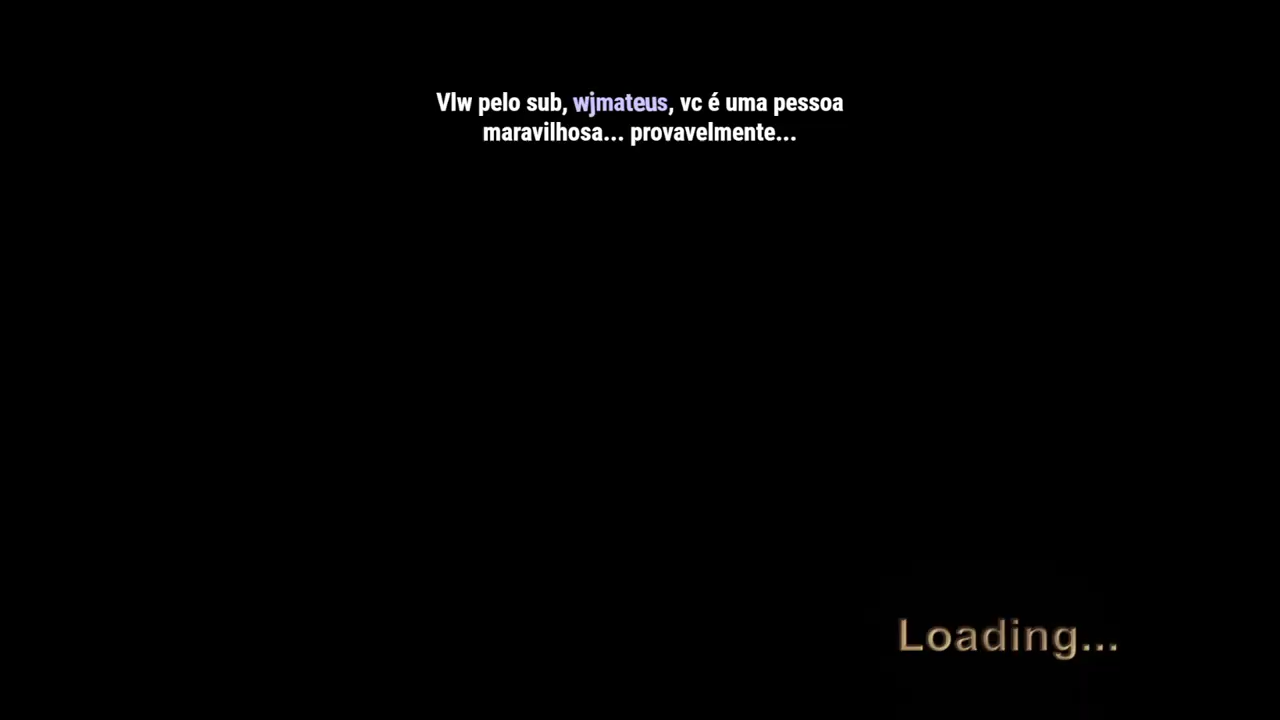 Vlw pelo sub, wjmateus, vc é uma pessoa
maravilhosa... provavelmente...
Loading...